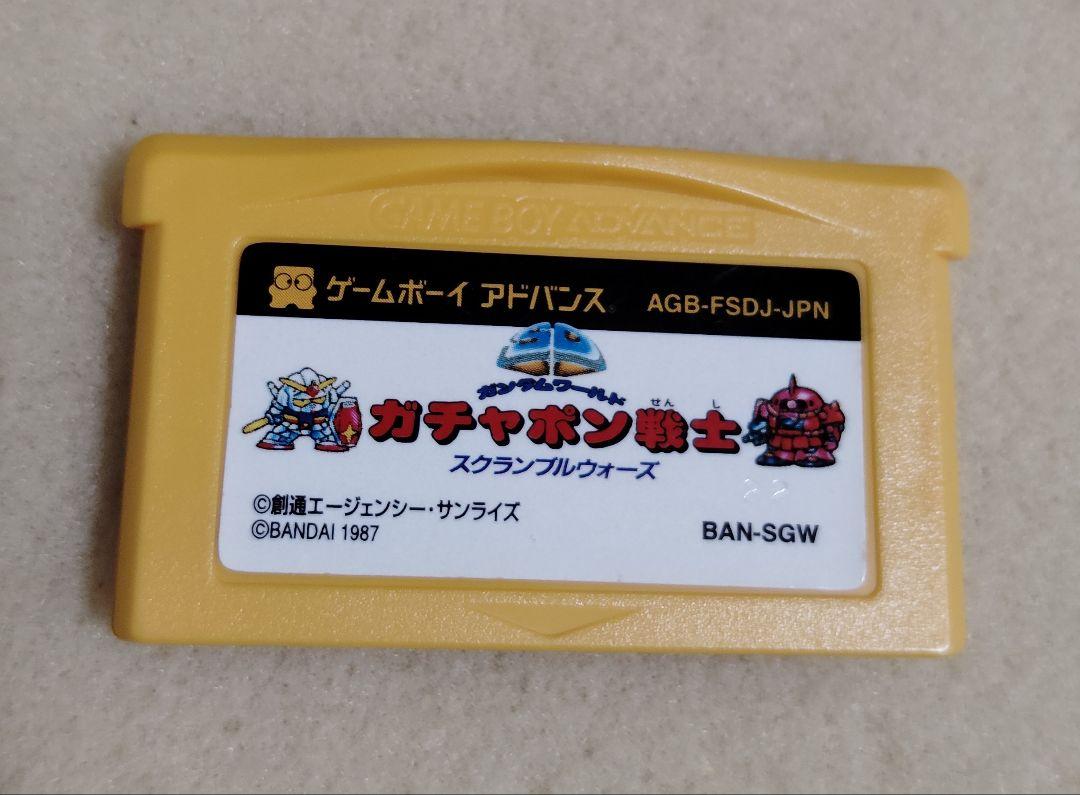 GAME BOY ADVANCE
ゲームボーイ アドバンス
AGB-FSDJ-JPN
SD
ガンダムワールド
せんし
ガチャポン戦士
スクランブルウォーズ
22
©創通エージェンシー・サンライズ
©BANDAI 1987
BAN-SGW